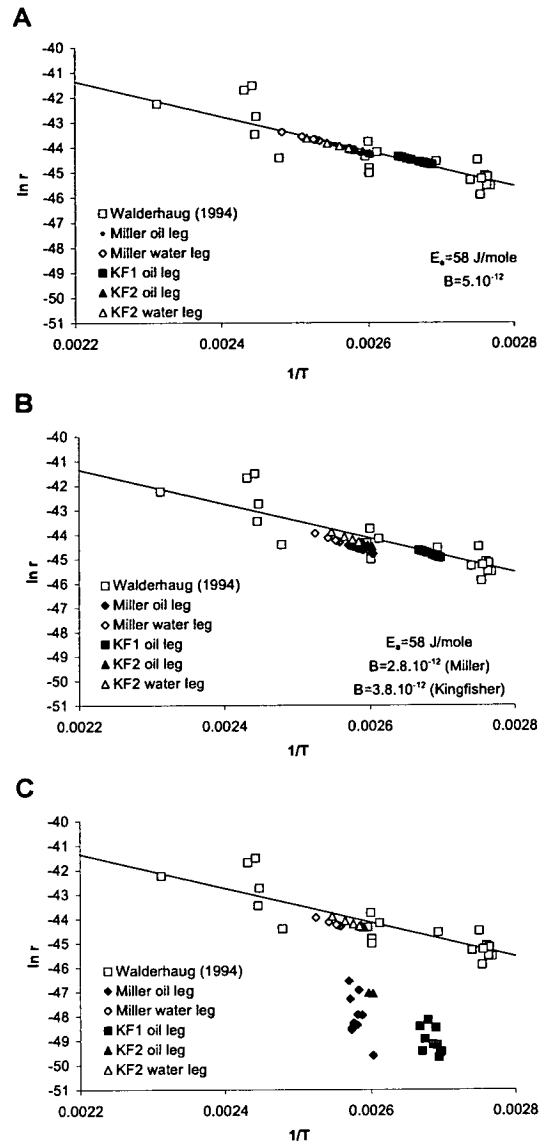 A
-40
-41
-42
-43
-44
-45
-46
-47
-48
-49
-50
-51
ln r
Walderhaug (1994)
Miller oil leg
Miller water leg
KF1 oil leg
KF2 oil leg
KF2 water leg
Eₐ=58 J/mole
B=5.10⁻¹²
0.0022 0.0024 0.0026 0.0028
1/T
B
-40
-41
-42
-43
-44
-45
-46
-47
-48
-49
-50
-51
ln r
Walderhaug (1994)
Miller oil leg
Miller water leg
KF1 oil leg
KF2 oil leg
KF2 water leg
Eₐ=58 J/mole
B=2.8.10⁻¹² (Miller)
B=3.8.10⁻¹² (Kingfisher)
0.0022 0.0024 0.0026 0.0028
1/T
C
-40
-41
-42
-43
-44
-45
-46
-47
-48
-49
-50
-51
ln r
Walderhaug (1994)
Miller oil leg
Miller water leg
KF1 oil leg
KF2 oil leg
KF2 water leg
0.0022 0.0024 0.0026 0.0028
1/T